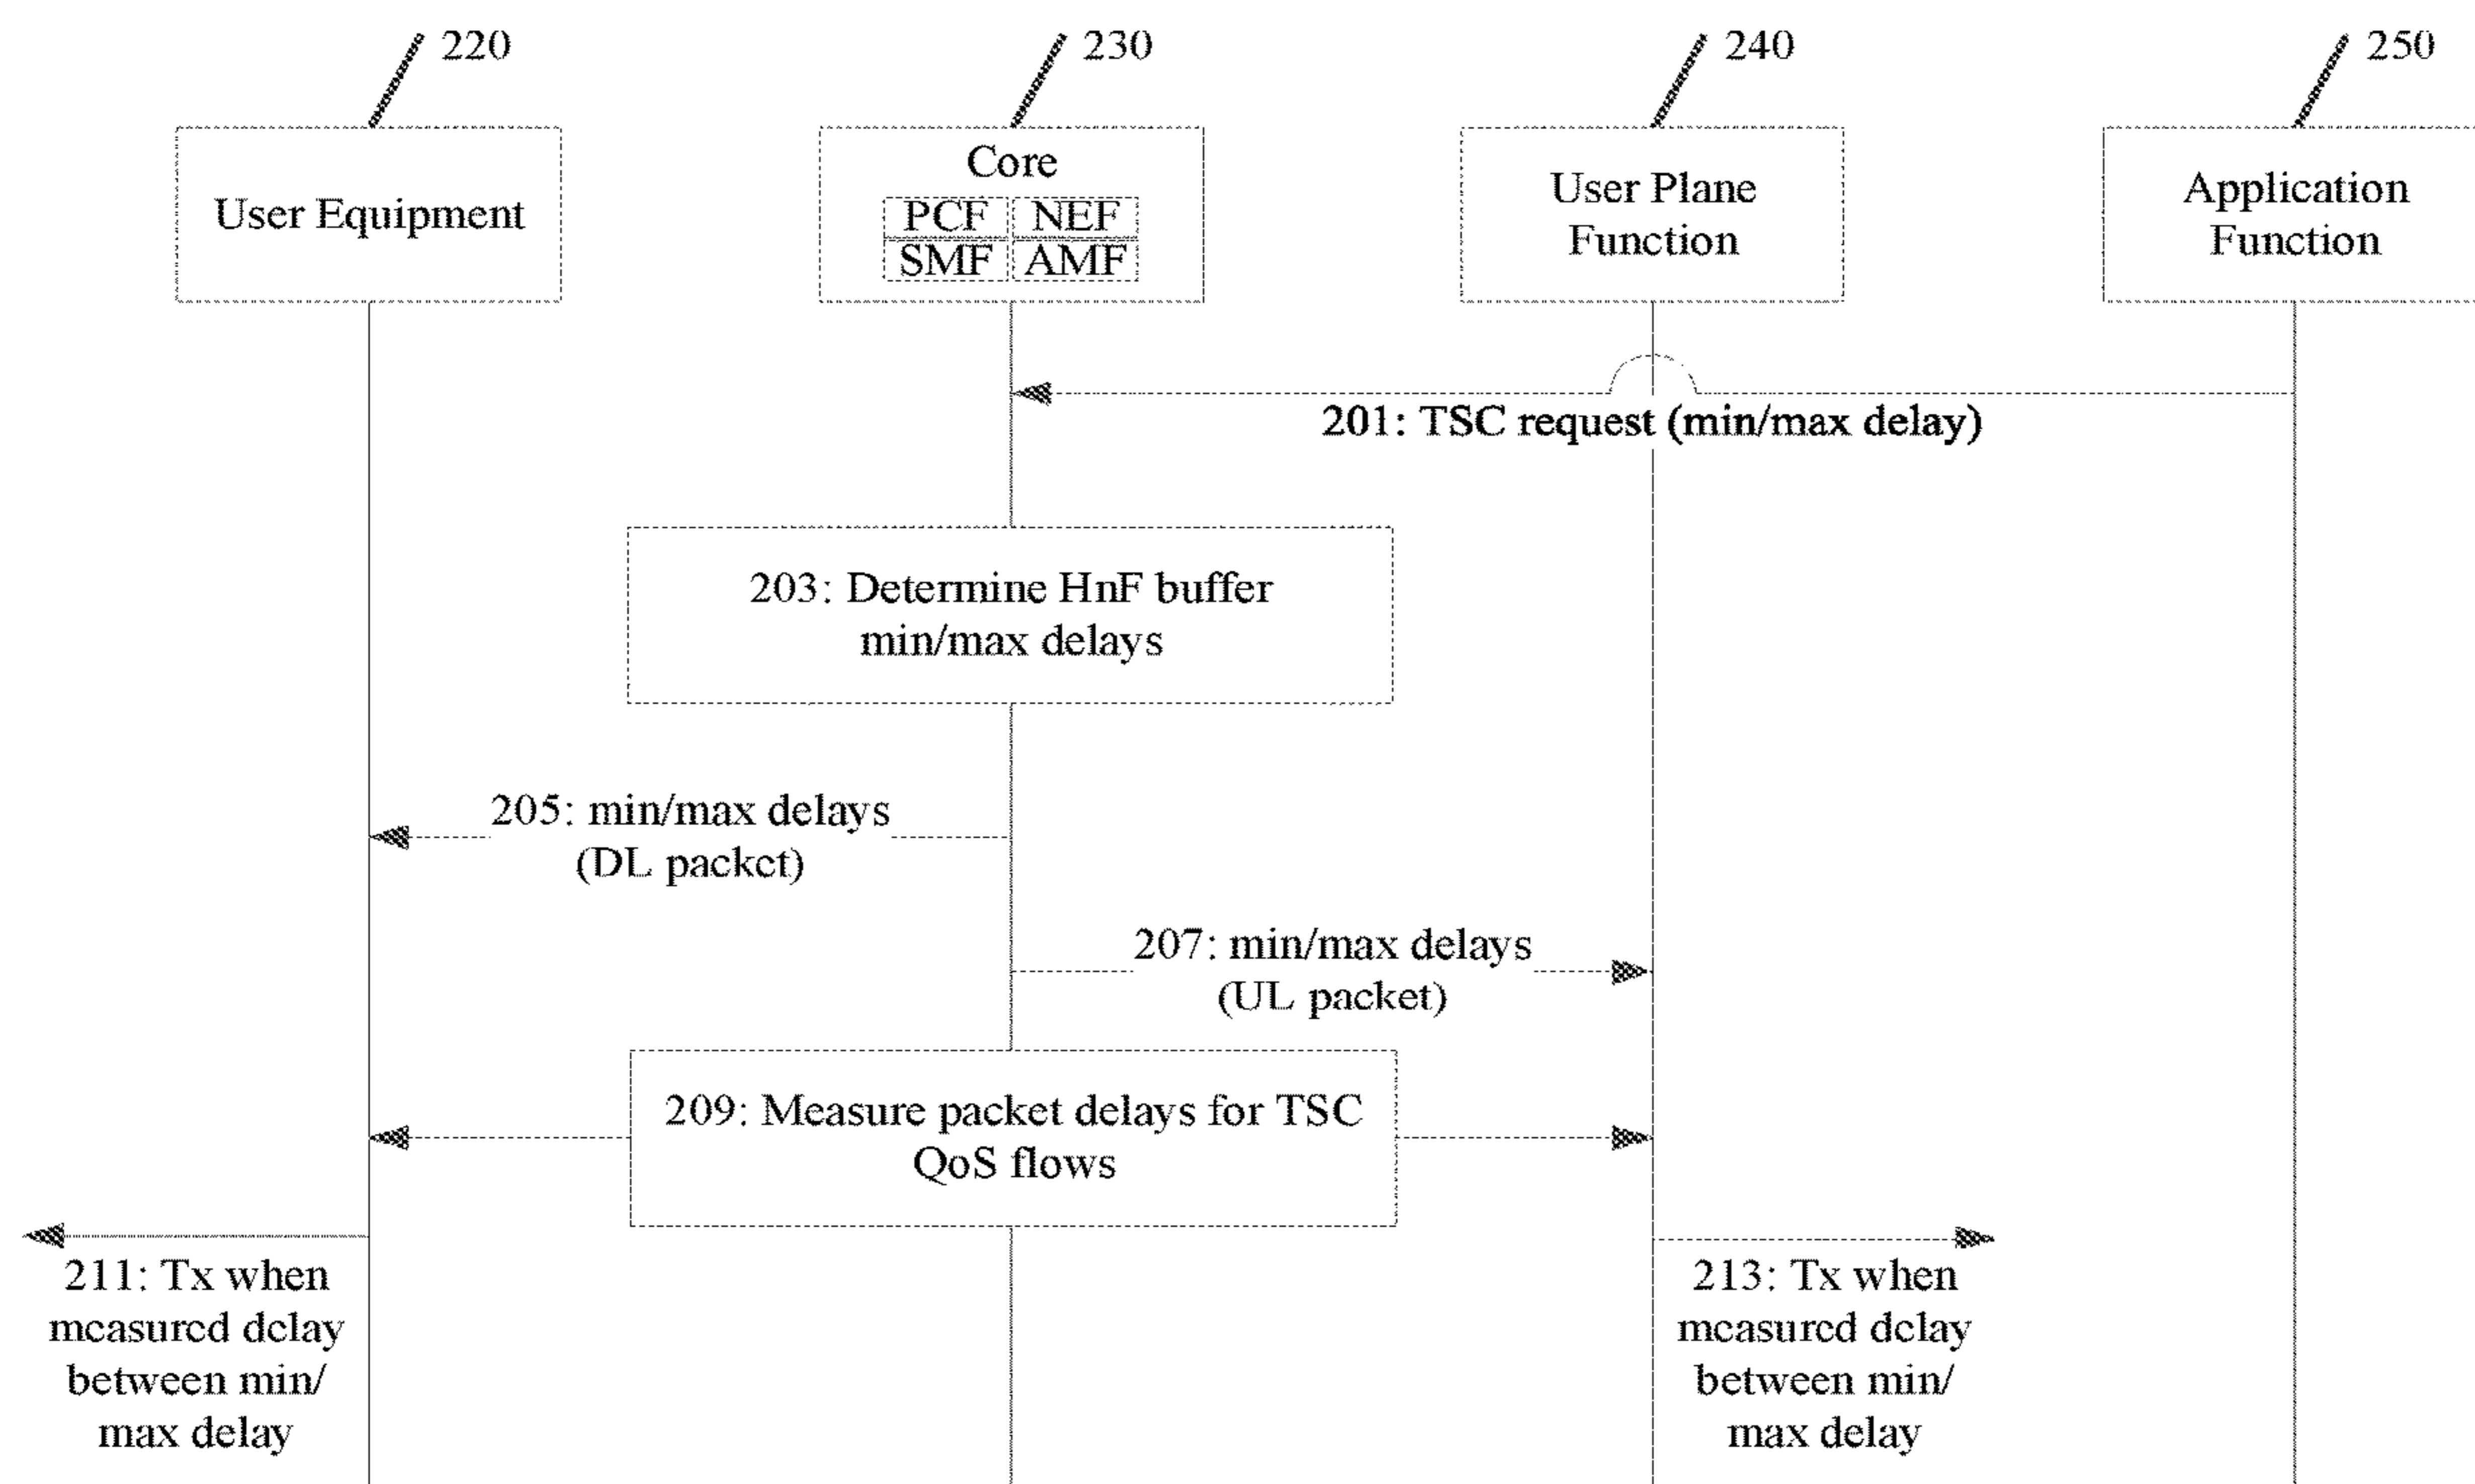 220
230
240
250
User Equipment
Core
PCF NEF
SMF AMF
User Plane
Function
Application
Function
201: TSC request (min/max delay)
203: Determine HnF buffer
min/max delays
205: min/max delays
(DL packet)
207: min/max delays
(UL packet)
209: Measure packet delays for TSC
QoS flows
211: Tx when
measured delay
between min/
max delay
213: Tx when
measured delay
between min/
max delay